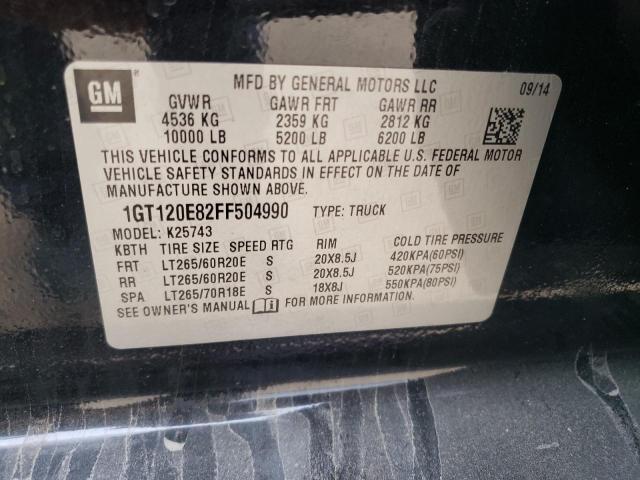 GM
MFD BY GENERAL MOTORS LLC
09/14
GVWR GAWR FRT GAWR RR
4536 KG 2359 KG 2812 KG
10000 LB 5200 LB 6200 LB
THIS VEHICLE CONFORMS TO ALL APPLICABLE U.S. FEDERAL MOTOR
VEHICLE SAFETY STANDARDS IN EFFECT ON THE DATE OF
MANUFACTURE SHOWN ABOVE.
1GT120E82FF504990 TYPE: TRUCK
MODEL: K25743
KBTH TIRE SIZE SPEED RTG RIM COLD TIRE PRESSURE
FRT LT265/60R20E S 20X8.5J 420KPA(60PSI)
RR LT265/60R20E S 20X8.5J 520KPA(75PSI)
SPA LT265/70R18E S 18X8J 550KPA(80PSI)
SEE OWNER'S MANUAL FOR MORE INFORMATION.